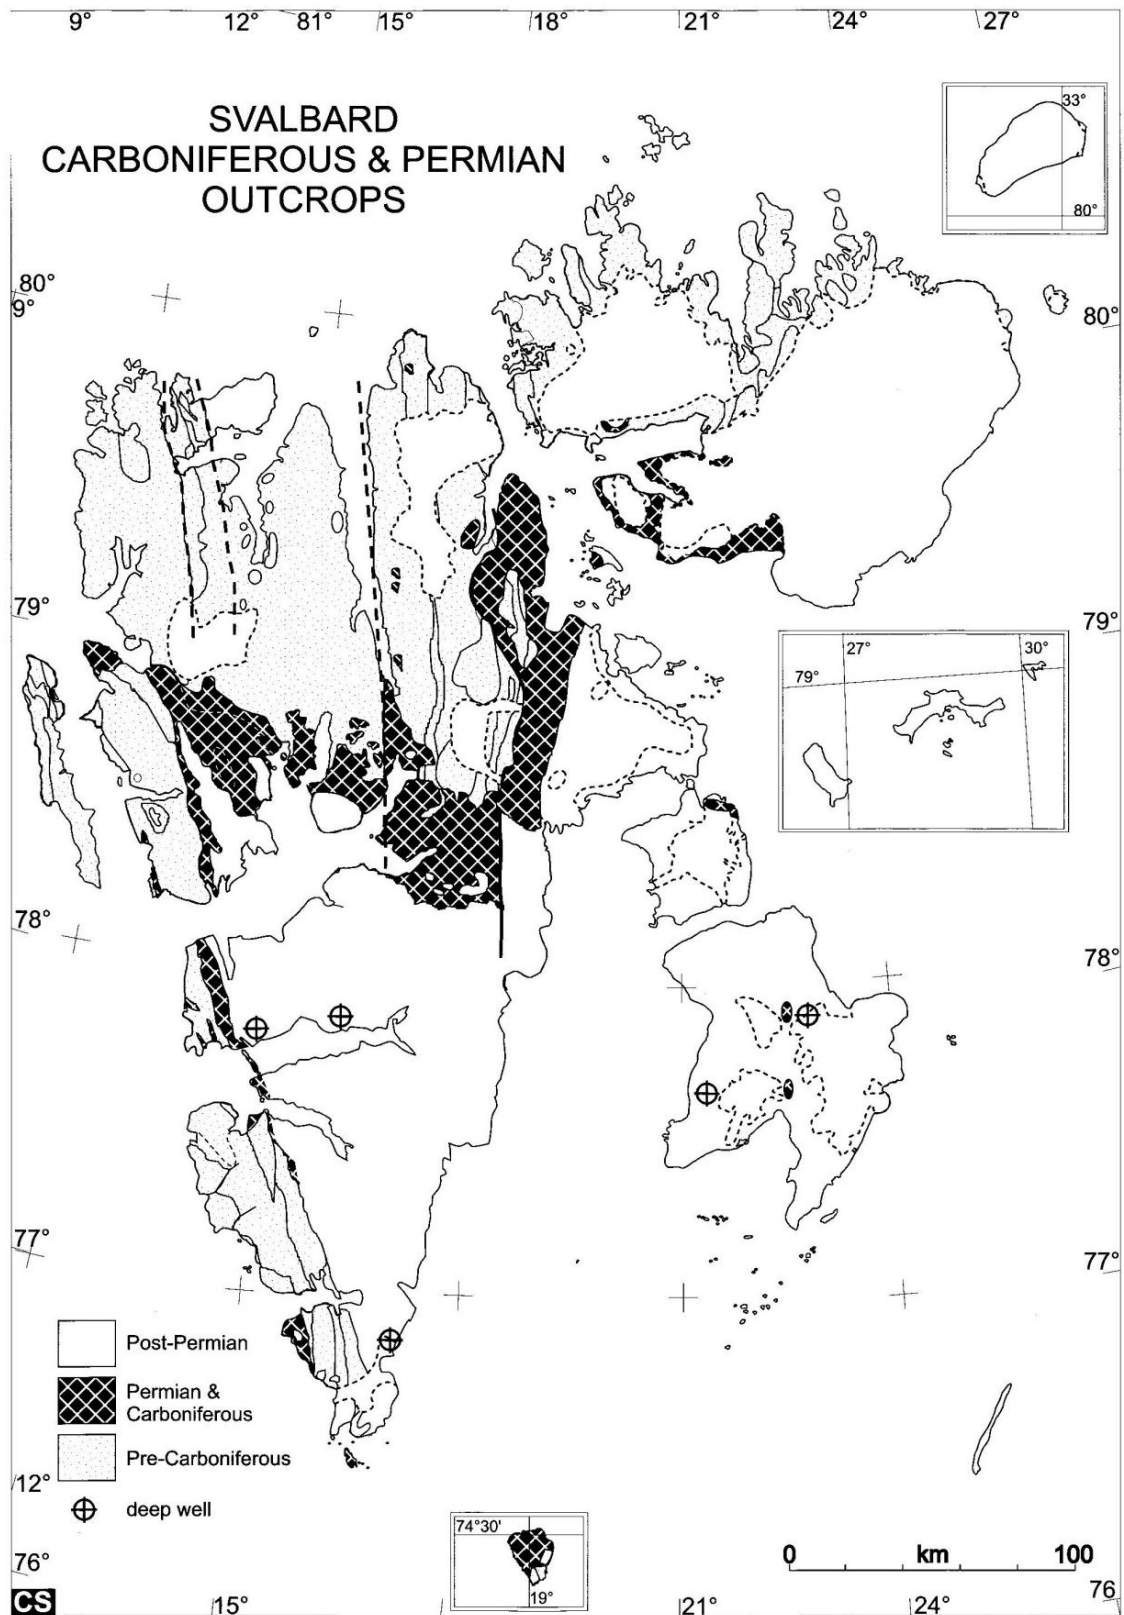 9° 12° 81° 15° 18° 21° 24° 27°
SVALBARD
CARBONIFEROUS & PERMIAN
OUTCROPS
33°
80°
80°
9°
80°
79°
79°
27°
30°
79°
78°
78°
77°
77°
Post-Permian
Permian &
Carboniferous
Pre-Carboniferous
deep well
12°
74°30'
19°
0 km 100
76°
76
CS
15° 21° 24°